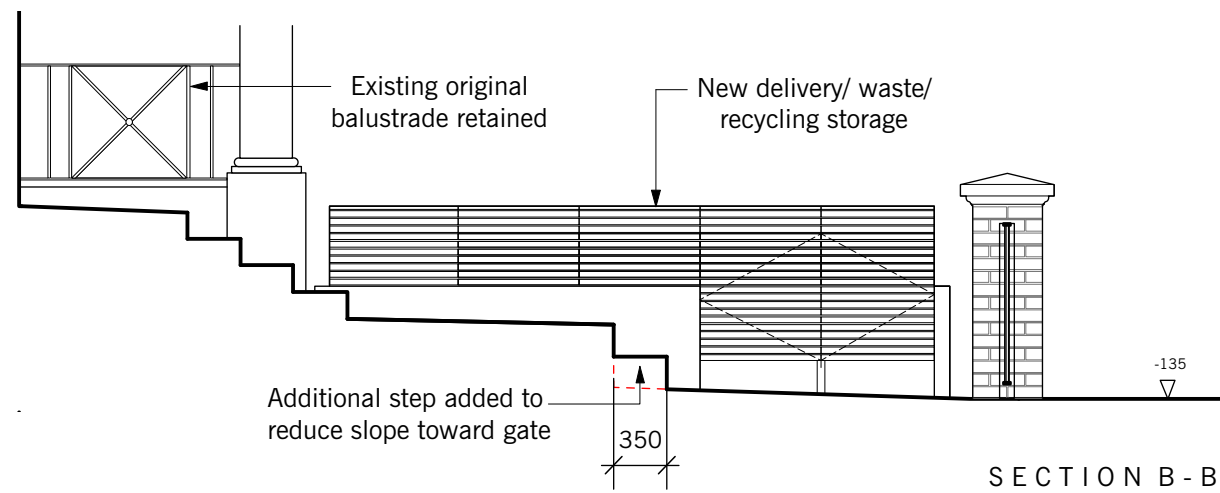 Existing original
balustrade retained
New delivery/ waste/
recycling storage
-135
Additional step added to
reduce slope toward gate
350
SECTION B-B